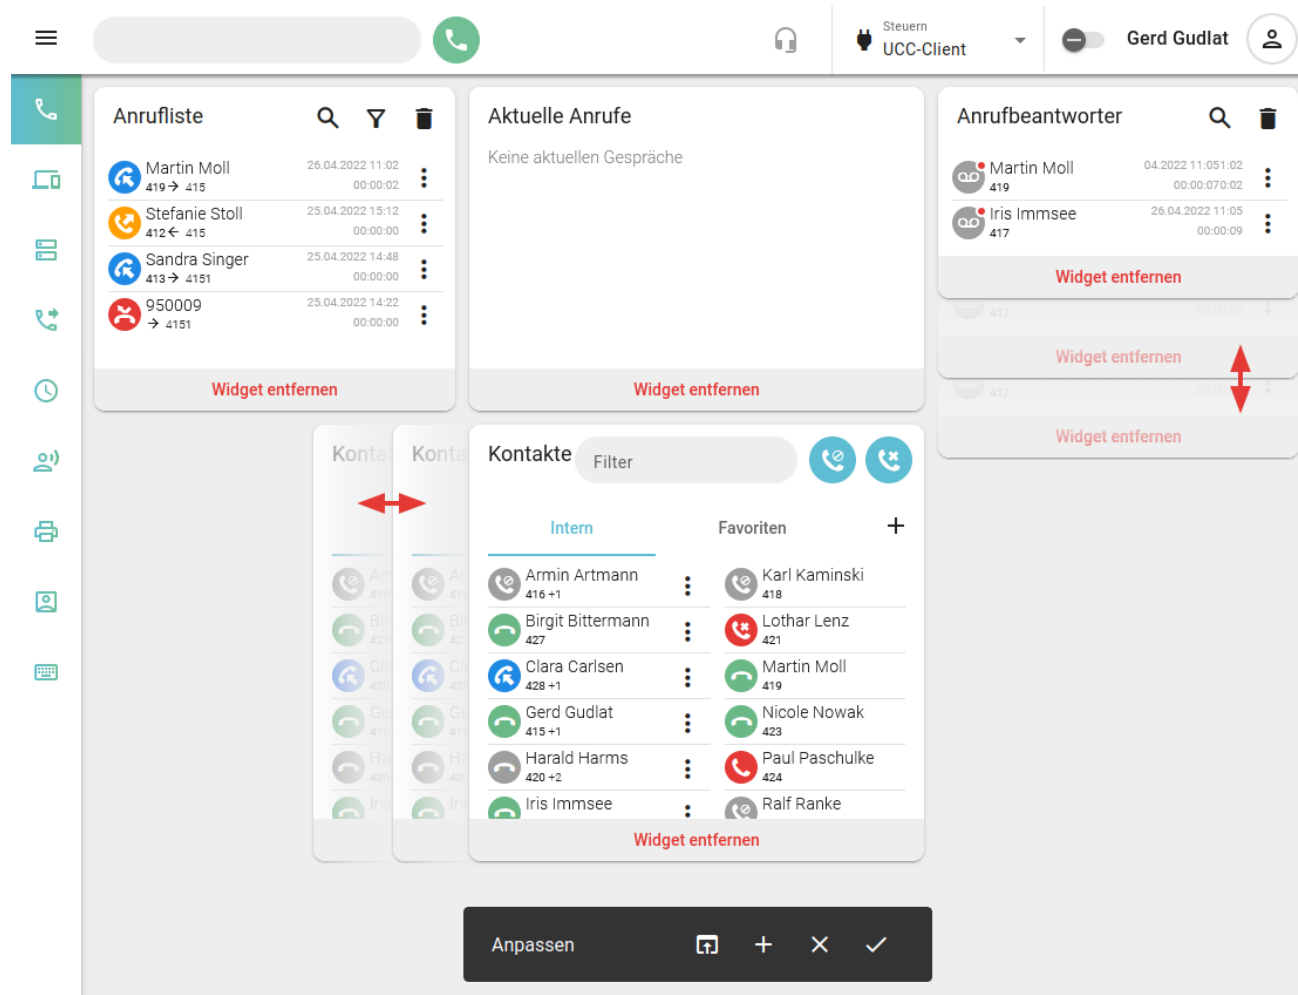 Steuern
UCC-Client
Gerd Gudlat
Anrufliste
Martin Moll
26.04.2022 11:02
419 → 415
00:00:02
Stefanie Stoll
25.04.2022 15:12
412 ← 415
00:00:00
Sandra Singer
25.04.2022 14:48
413 → 4151
00:00:00
950009
25.04.2022 14:22
→ 4151
00:00:00
Widget entfernen
Aktuelle Anrufe
Keine aktuellen Gespräche
Widget entfernen
Anrufbeantworter
Martin Moll
04.2022 11:051:02
419
00:00:070:02
Iris Immsee
26.04.2022 11:05
417
00:00:09
Widget entfernen
417
00:00:09
Widget entfernen
417
Widget entfernen
Konta
Konta
Kontakte
Filter
Intern
Favoriten
Armin Artmann
416 +1
Karl Kaminski
418
Birgit Bittermann
427
Lothar Lenz
421
Clara Carlsen
428 +1
Martin Moll
419
Gerd Gudlat
415 +1
Nicole Nowak
423
Harald Harms
420 +2
Paul Paschulke
424
Iris Immsee
Ralf Ranke
Widget entfernen
Anpassen